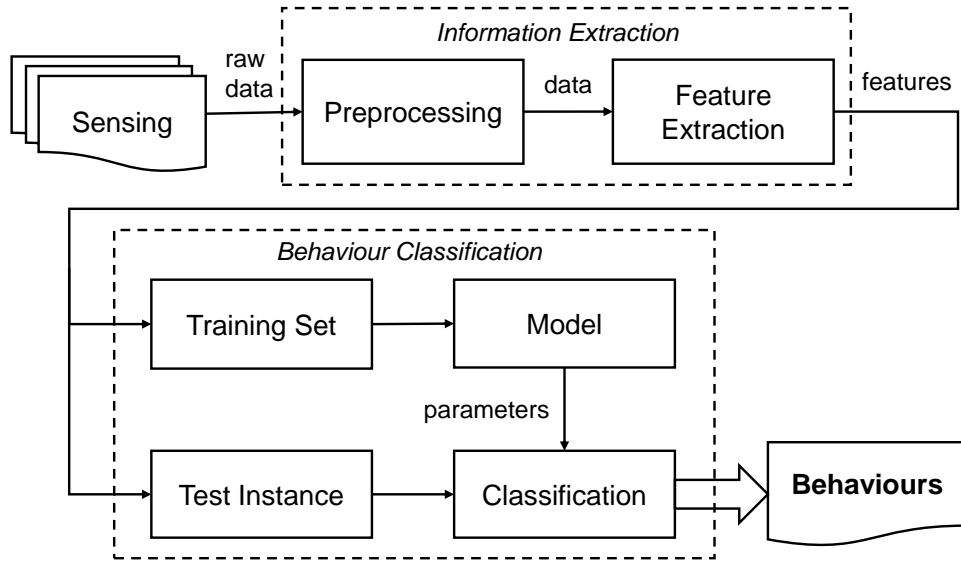 Information Extraction
raw
data
Sensing
Preprocessing
data
Feature
Extraction
features
Behaviour Classification
Training Set
Model
parameters
Test Instance
Classification
Behaviours